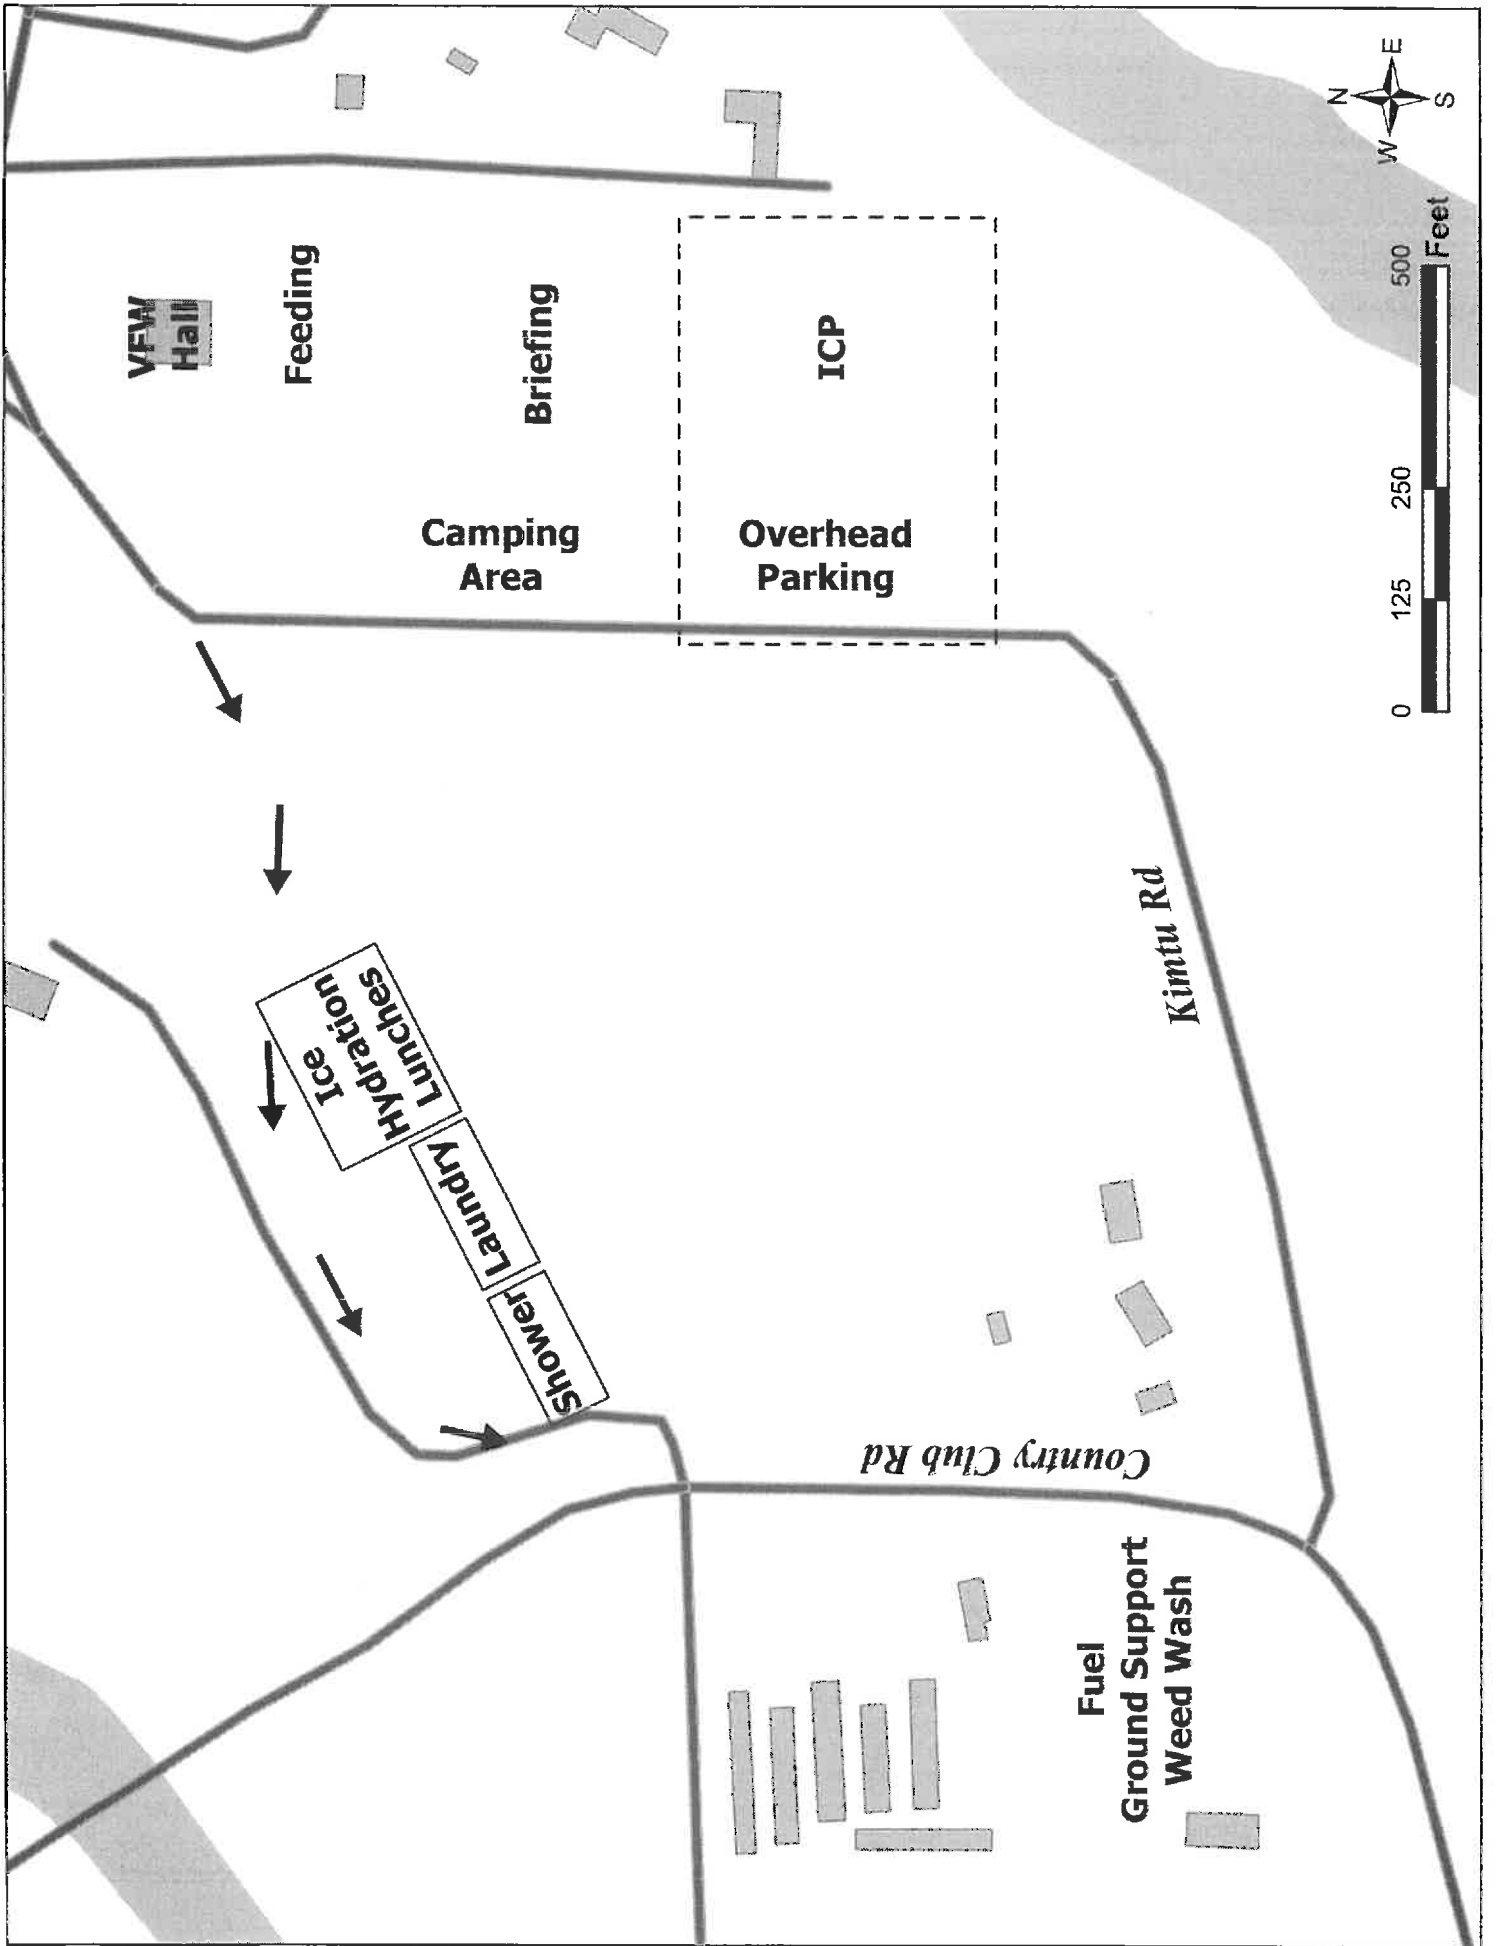 VFW
Hall
Feeding
Briefing
ICP
Camping
Area
Overhead
Parking
Ice
Hydration
Lunches
Laundry
Shower
Kimtu Rd
Country Club Rd
Fuel
Ground Support
Weed Wash
N
E
S
W
0 125 250 500
Feet